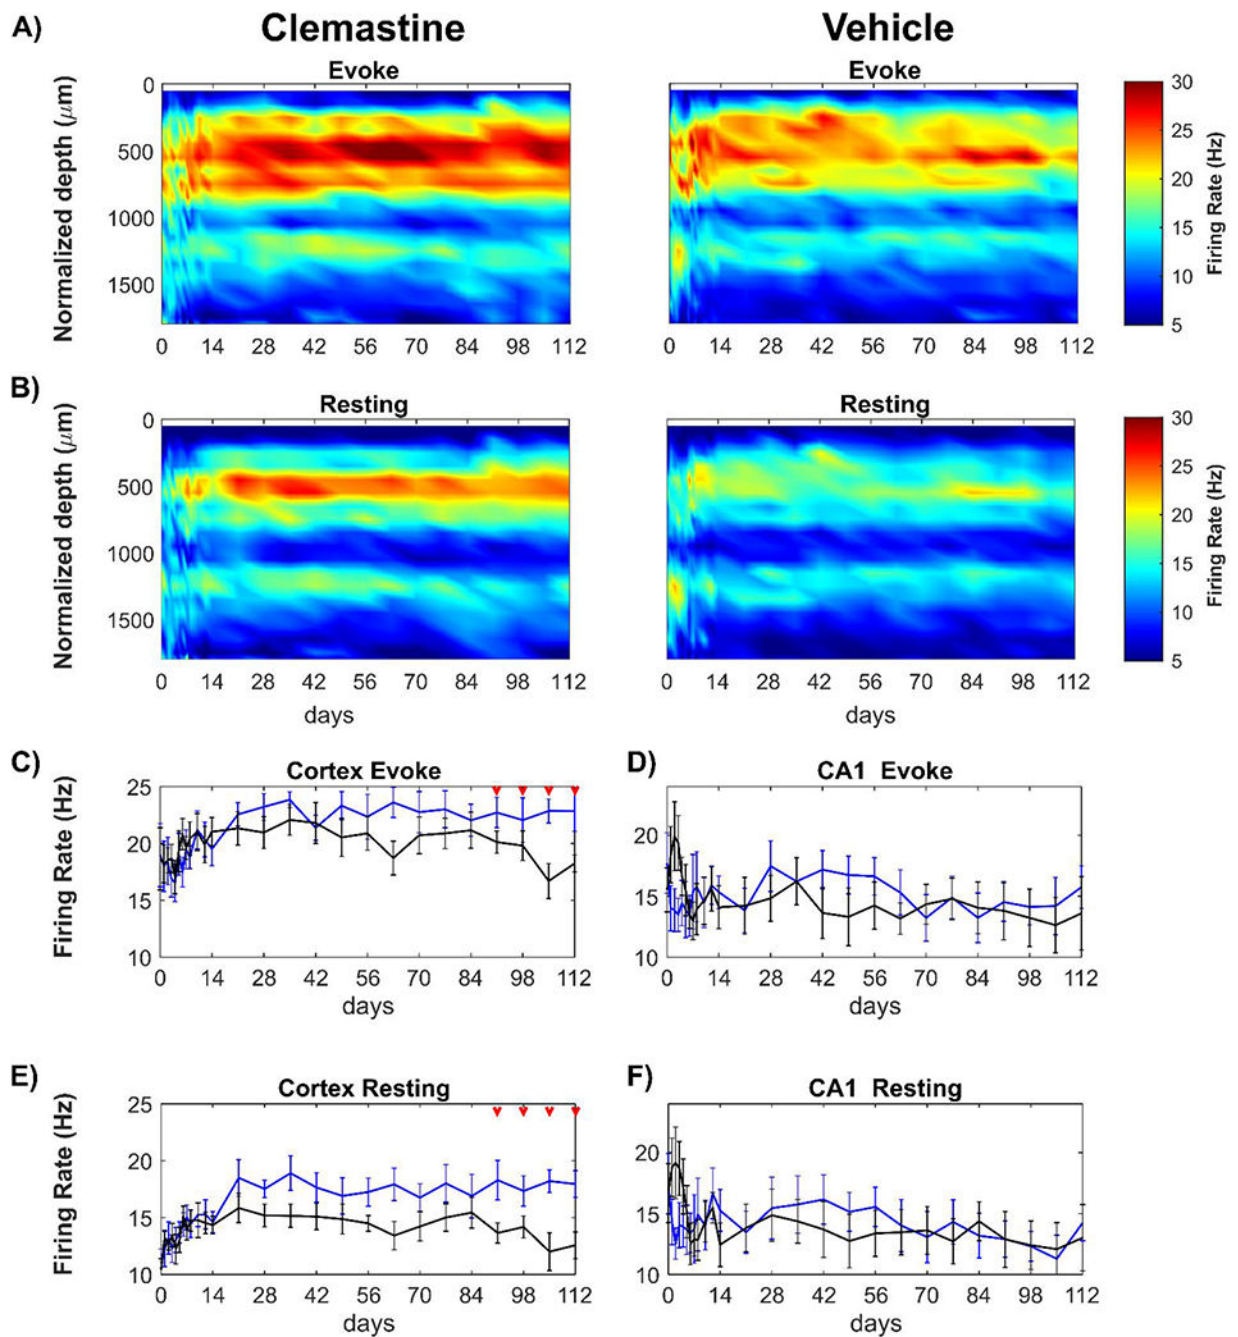 A)
Clemastine
Vehicle
Evoke
Evoke
Normalized depth (μm)
0
500
1000
1500
0 14 28 42 56 70 84 98 112
0 14 28 42 56 70 84 98 112
30
25
20
15
10
5
Firing Rate (Hz)
B)
Resting
Resting
Normalized depth (μm)
0
500
1000
1500
0 14 28 42 56 70 84 98 112
days
0 14 28 42 56 70 84 98 112
days
30
25
20
15
10
5
Firing Rate (Hz)
C)
Cortex Evoke
Firing Rate (Hz)
25
20
15
10
0 14 28 42 56 70 84 98 112
days
D)
CA1 Evoke
20
15
10
0 14 28 42 56 70 84 98 112
days
E)
Cortex Resting
Firing Rate (Hz)
25
20
15
10
0 14 28 42 56 70 84 98 112
days
F)
CA1 Resting
20
15
10
0 14 28 42 56 70 84 98 112
days